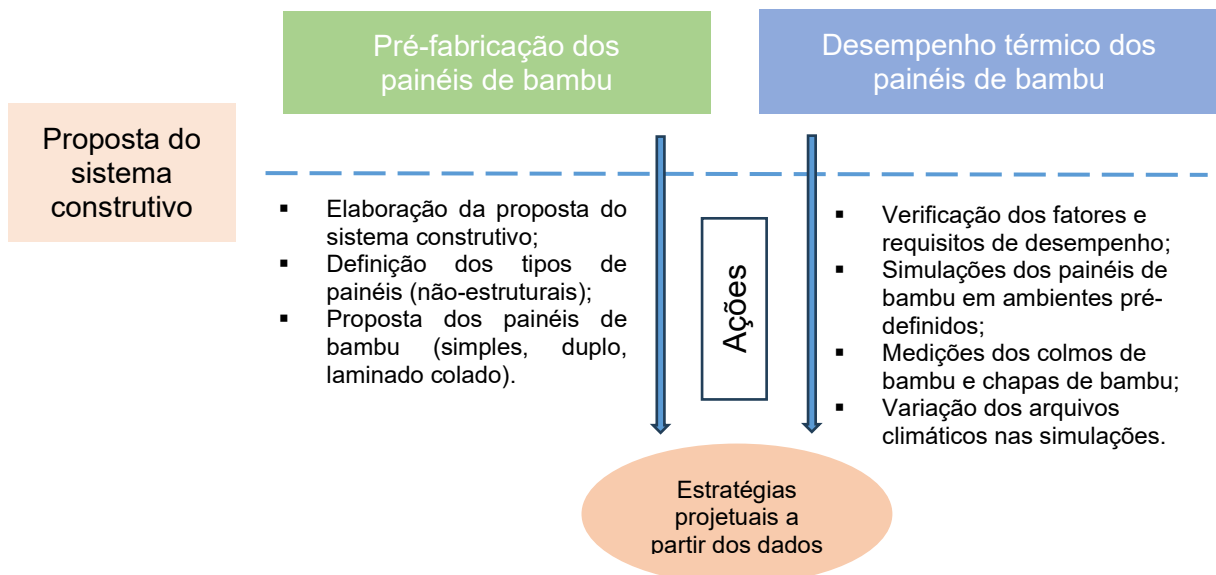 Pré-fabricação dos
painéis de bambu
Desempenho térmico dos
painéis de bambu
Proposta do
sistema
construtivo
▪ Elaboração da proposta do
sistema construtivo;
▪ Definição dos tipos de
painéis (não-estruturais);
▪ Proposta dos painéis de
bambu (simples, duplo,
laminado colado).
Ações
▪ Verificação dos fatores e
requisitos de desempenho;
▪ Simulações dos painéis de
bambu em ambientes pré-
definidos;
▪ Medições dos colmos de
bambu e chapas de bambu;
▪ Variação dos arquivos
climáticos nas simulações.
Estratégias
projetuais a
partir dos dados